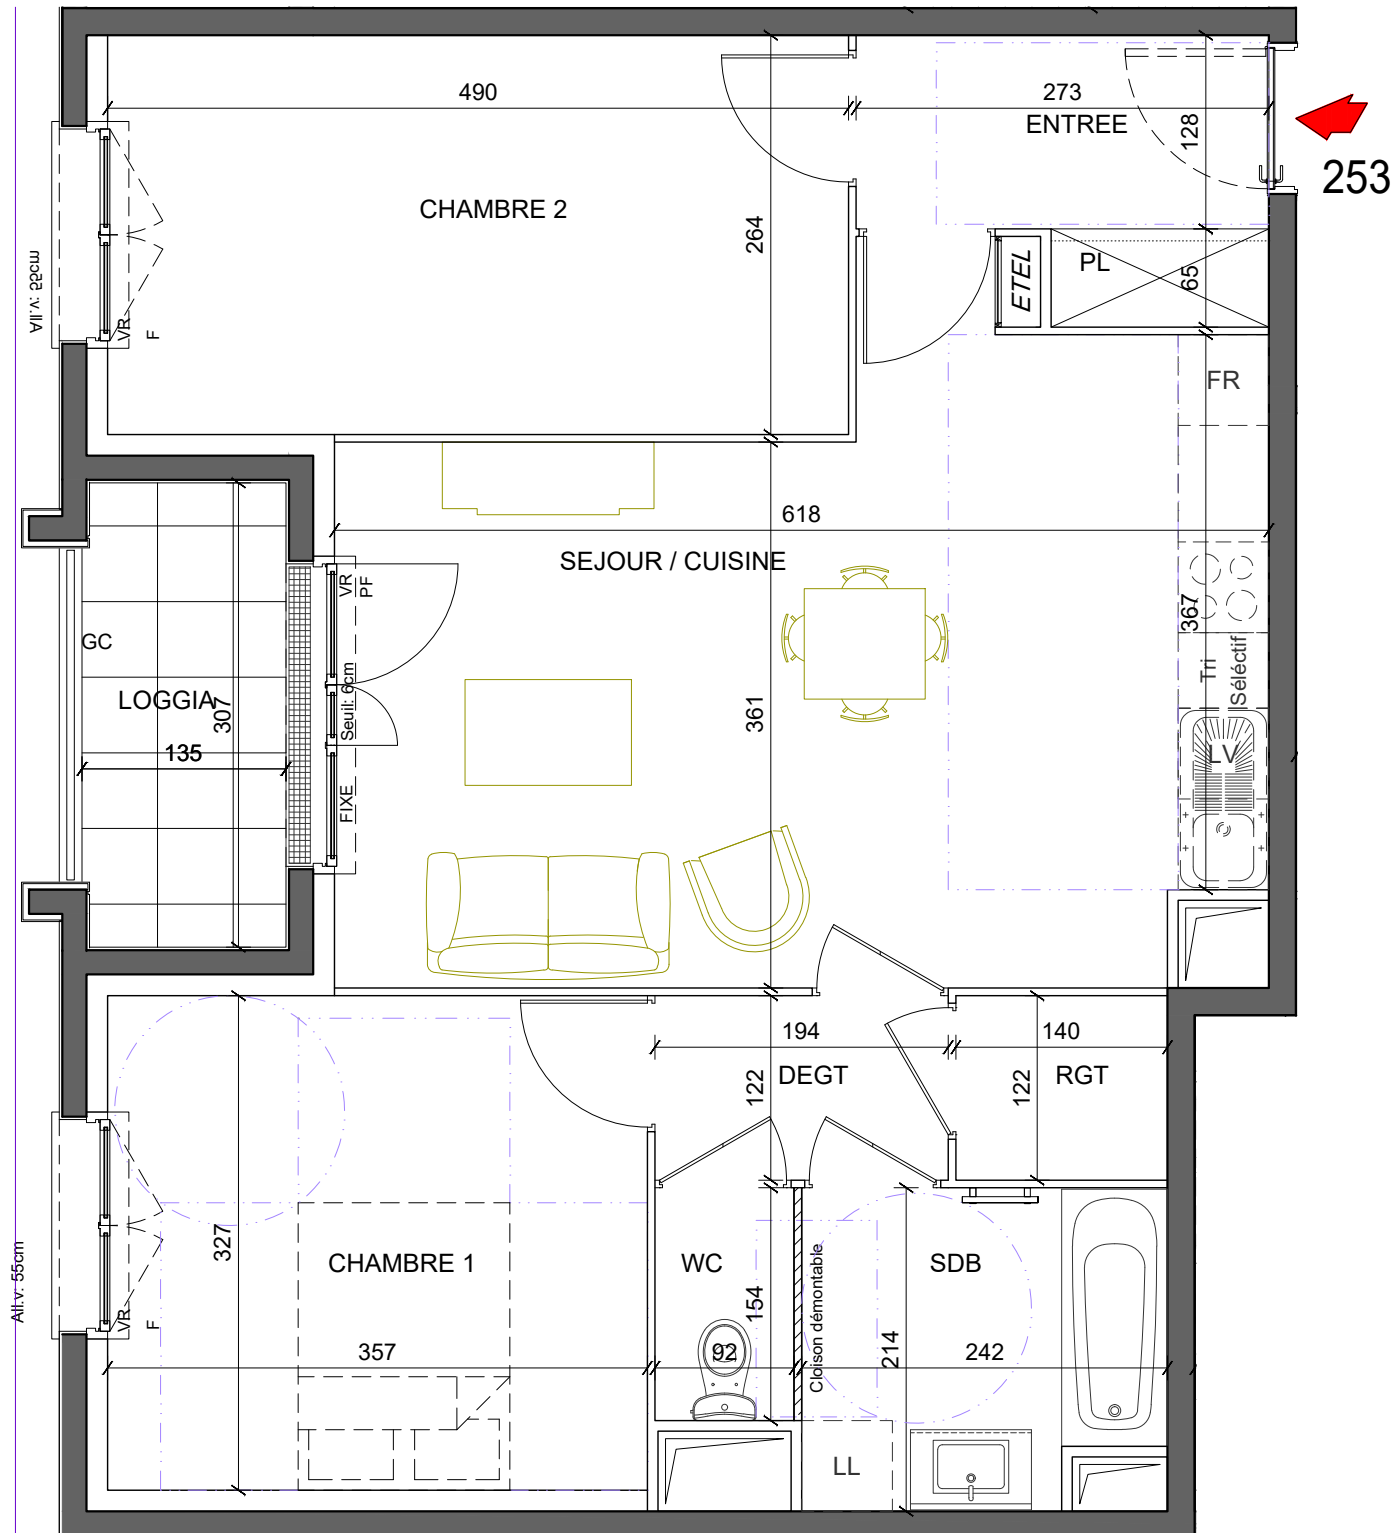 490
273
ENTREE
128
253
CHAMBRE 2
264
All.v: 55cm
VR
F
ETEL
PL
65
FR
618
SEJOUR / CUISINE
VR
PF
367
GC
Tri
Séléctif
LOGGIA
307
Seuil: 6cm
361
135
LV
FIXE
194
140
DEGT
RGT
122
122
327
CHAMBRE 1
WC
SDB
All.v: 55cm
VR
F
154
Cloison démontable
214
357
92
242
LL